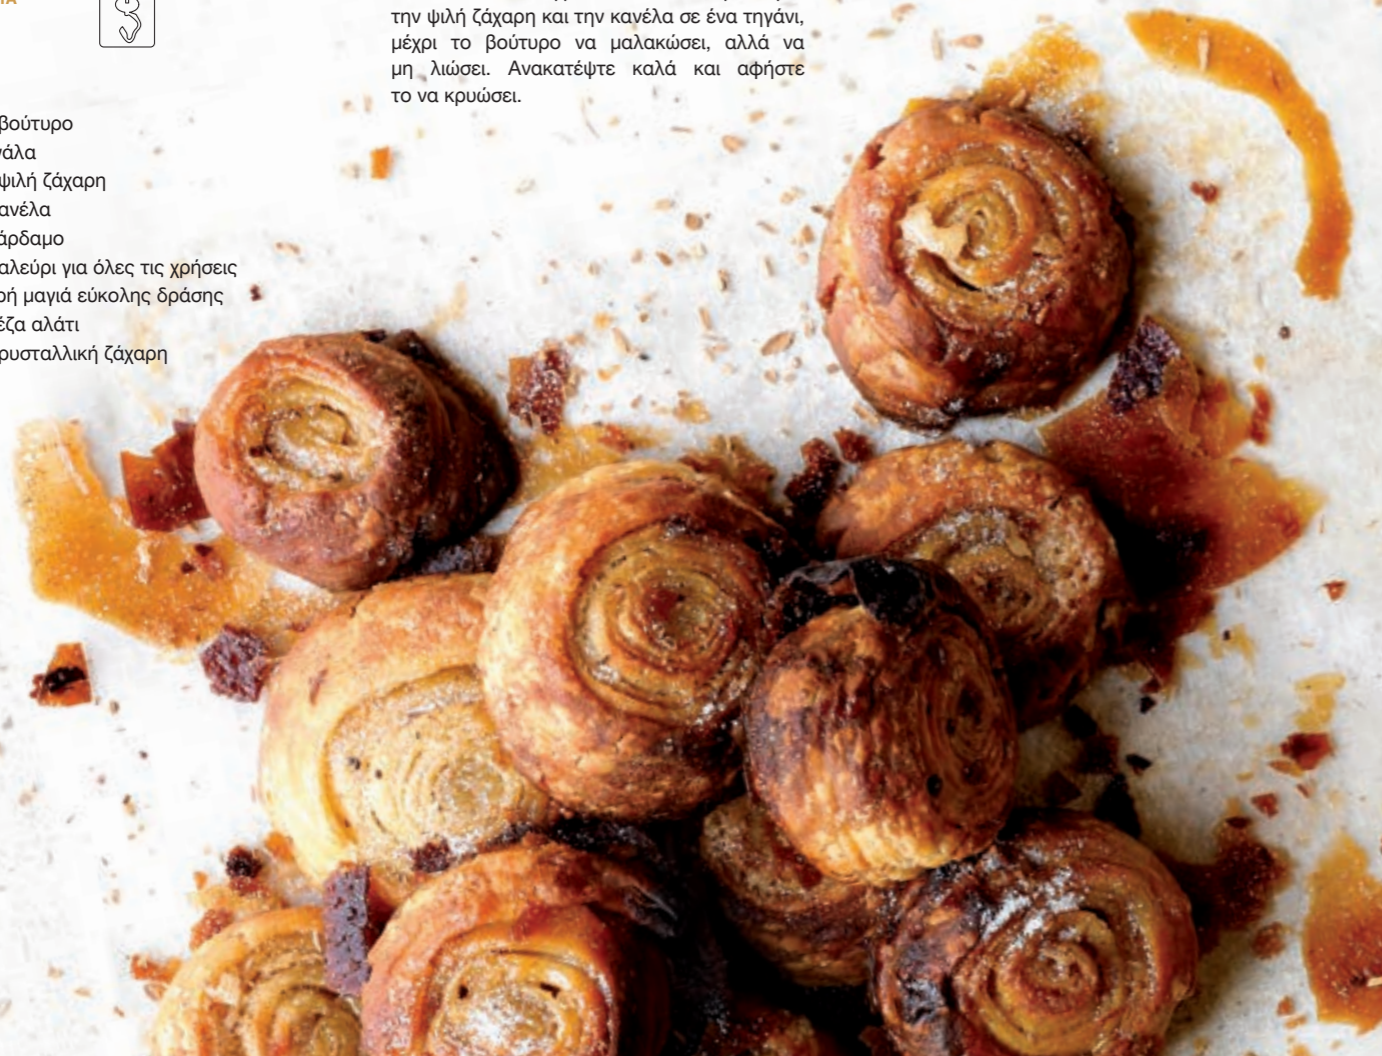 την ψιλή ζάχαρη και την κανέλα σε ένα τηγάνι,
μέχρι το βούτυρο να μαλακώσει, αλλά να
μη λιώσει. Ανακατέψτε καλά και αφήστε
το να κρυώσει.
βούτυρο
γάλα
ψιλή ζάχαρη
ανέλα
άρδαμο
αλεύρι για όλες τις χρήσεις
ρή μαγιά εύκολης δράσης
έζα αλάτι
ρυσταλλική ζάχαρη